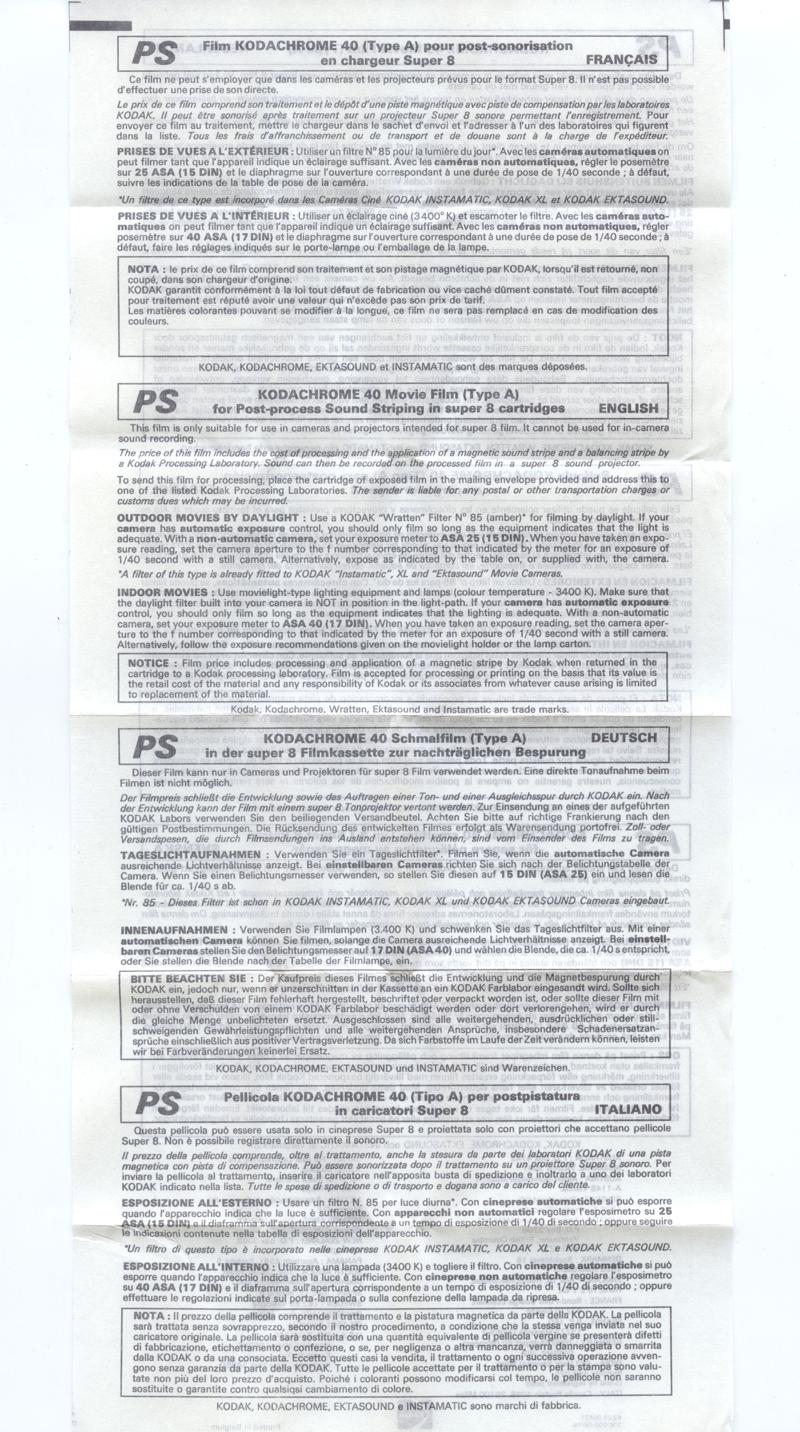 PS Film KODACHROME 40 (Type A) pour post-sonorisation
en chargeur Super 8 FRANÇAIS
Ce film ne peut s'employer que dans les caméras et les projecteurs prévus pour le format Super 8. Il n'est pas possible
d'effectuer une prise de son directe.
Le prix de ce film comprend son traitement et le dépôt d'une piste magnétique avec piste de compensation par les laboratoires
KODAK. Il peut être sonorisé après traitement sur un projecteur Super 8 sonore permettant l'enregistrement. Pour
envoyer ce film au traitement, mettre le chargeur dans le sachet d'envoi et l'adresser à l'un des laboratoires qui figurent
dans la liste. Tous les frais d'affranchissement ou de transport et de douane sont à la charge de l'expéditeur.
PRISES DE VUES A L'EXTÉRIEUR : Utiliser un filtre N° 85 pour la lumière du jour*. Avec les caméras automatiques on
peut filmer tant que l'appareil indique un éclairage suffisant. Avec les caméras non automatiques, régler le posemètre
sur 25 ASA (15 DIN) et le diaphragme sur l'ouverture correspondant à une durée de pose de 1/40 seconde ; à défaut,
suivre les indications de la table de pose de la caméra.
*Un filtre de ce type est incorporé dans les Caméras Ciné KODAK INSTAMATIC, KODAK XL et KODAK EKTASOUND.
PRISES DE VUES A L'INTÉRIEUR : Utiliser un éclairage ciné (3400° K) et escamoter le filtre. Avec les caméras auto-
matiques on peut filmer tant que l'appareil indique un éclairage suffisant. Avec les caméras non automatiques, régler
posemètre sur 40 ASA (17 DIN) et le diaphragme sur l'ouverture correspondant à une durée de pose de 1/40 seconde ; à
défaut, faire les réglages indiqués sur le porte-lampe ou l'emballage de la lampe.
NOTA : le prix de ce film comprend son traitement et son pistage magnétique par KODAK, lorsqu'il est retourné, non
coupé, dans son chargeur d'origine.
KODAK garantit conformément à la loi tout défaut de fabrication ou vice caché dûment constaté. Tout film accepté
pour traitement est réputé avoir une valeur qui n'excède pas son prix de tarif.
Les matières colorantes pouvant se modifier à la longue, ce film ne sera pas remplacé en cas de modification des
couleurs.
KODAK, KODACHROME, EKTASOUND et INSTAMATIC sont des marques déposées.
PS KODACHROME 40 Movie Film (Type A)
for Post-process Sound Striping in super 8 cartridges ENGLISH
This film is only suitable for use in cameras and projectors intended for super 8 film. It cannot be used for in-camera
sound recording.
The price of this film includes the cost of processing and the application of a magnetic sound stripe and a balancing stripe by
a Kodak Processing Laboratory. Sound can then be recorded on the processed film in a super 8 sound projector.
To send this film for processing, place the cartridge of exposed film in the mailing envelope provided and address this to
one of the listed Kodak Processing Laboratories. The sender is liable for any postal or other transportation charges or
customs dues which may be incurred.
OUTDOOR MOVIES BY DAYLIGHT : Use a KODAK "Wratten" Filter N° 85 (amber)* for filming by daylight. If your
camera has automatic exposure control, you should only film so long as the equipment indicates that the light is
adequate. With a non-automatic camera, set your exposure meter to ASA 25 (15 DIN). When you have taken an expo-
sure reading, set the camera aperture to the f number corresponding to that indicated by the meter for an exposure of
1/40 second with a still camera. Alternatively, expose as indicated by the table on, or supplied with, the camera.
*A filter of this type is already fitted to KODAK "Instamatic", XL and "Ektasound" Movie Cameras.
INDOOR MOVIES : Use movielight-type lighting equipment and lamps (colour temperature - 3400 K). Make sure that
the daylight filter built into your camera is NOT in position in the light-path. If your camera has automatic exposure
control, you should only film so long as the equipment indicates that the lighting is adequate. With a non-automatic
camera, set your exposure meter to ASA 40 (17 DIN). When you have taken an exposure reading, set the camera aper-
ture to the f number corresponding to that indicated by the meter for an exposure of 1/40 second with a still camera.
Alternatively, follow the exposure recommendations given on the movielight holder or the lamp carton.
NOTICE : Film price includes processing and application of a magnetic stripe by Kodak when returned in the
cartridge to a Kodak processing laboratory. Film is accepted for processing or printing on the basis that its value is
the retail cost of the material and any responsibility of Kodak or its associates from whatever cause arising is limited
to replacement of the material.
Kodak, Kodachrome, Wratten, Ektasound and Instamatic are trade marks.
PS KODACHROME 40 Schmalfilm (Type A) DEUTSCH
in der super 8 Filmkassette zur nachträglichen Bespurung
Dieser Film kann nur in Cameras und Projektoren für super 8 Film verwendet werden. Eine direkte Tonaufnahme beim
Filmen ist nicht möglich.
Der Filmpreis schließt die Entwicklung sowie das Auftragen einer Ton- und einer Ausgleichsspur durch KODAK ein. Nach
der Entwicklung kann der Film mit einem super 8 Tonprojektor vertont werden. Zur Einsendung an eines der aufgeführten
KODAK Labors verwenden Sie den beiliegenden Versandbeutel. Achten Sie bitte auf richtige Frankierung nach den
gültigen Postbestimmungen. Die Rücksendung des entwickelten Filmes erfolgt als Warensendung portofrei. Zoll- oder
Versandspesen, die durch Filmsendungen ins Ausland entstehen können, sind vom Einsender des Films zu tragen.
TAGESLICHTAUFNAHMEN : Verwenden Sie ein Tageslichtfilter*. Filmen Sie, wenn die automatische Camera
ausreichende Lichtverhältnisse anzeigt. Bei einstellbaren Cameras richten Sie sich nach der Belichtungstabelle der
Camera. Wenn Sie einen Belichtungsmesser verwenden, so stellen Sie diesen auf 15 DIN (ASA 25) ein und lesen die
Blende für ca. 1/40 s ab.
*Nr. 85 - Dieses Filter ist schon in KODAK INSTAMATIC, KODAK XL und KODAK EKTASOUND Cameras eingebaut.
INNENAUFNAHMEN : Verwenden Sie Filmlampen (3.400 K) und schwenken Sie das Tageslichtfilter aus. Mit einer
automatischen Camera können Sie filmen, solange die Camera ausreichende Lichtverhältnisse anzeigt. Bei einstell-
baren Cameras stellen Sie den Belichtungsmesser auf 17 DIN (ASA 40) und wählen die Blende, die ca. 1/40 s entspricht,
oder Sie stellen die Blende nach der Tabelle der Filmlampe, ein.
BITTE BEACHTEN SIE : Der Kaufpreis dieses Filmes schließt die Entwicklung und die Magnetbespurung durch
KODAK ein, jedoch nur, wenn er unzerschnitten in der Kassette an ein KODAK Farblabor eingesandt wird. Sollte sich
herausstellen, daß dieser Film fehlerhaft hergestellt, beschriftet oder verpackt worden ist, oder sollte dieser Film mit
oder ohne Verschulden von einem KODAK Farblabor beschädigt werden oder dort verlorengehen, wird er durch
die gleiche Menge unbelichteten ersetzt. Ausgeschlossen sind alle weitergehenden, ausdrücklichen oder still-
schweigenden Gewährleistungspflichten und alle weitergehenden Ansprüche, insbesondere Schadenersatzan-
sprüche einschließlich aus positiver Vertragsverletzung. Da sich Farbstoffe im Laufe der Zeit verändern können, leisten
wir bei Farbveränderungen keinerlei Ersatz.
KODAK, KODACHROME, EKTASOUND und INSTAMATIC sind Warenzeichen.
PS Pellicola KODACHROME 40 (Tipo A) per postpistatura
in caricatori Super 8 ITALIANO
Questa pellicola può essere usata solo in cineprese Super 8 e proiettata solo con proiettori che accettano pellicole
Super 8. Non è possibile registrare direttamente il sonoro.
Il prezzo della pellicola comprende, oltre al trattamento, anche la stesura da parte dei laboratori KODAK di una pista
magnetica con pista di compensazione. Può essere sonorizzata dopo il trattamento su un proiettore Super 8 sonoro. Per
inviare la pellicola al trattamento, inserire il caricatore nell'apposita busta di spedizione e inoltrarlo a uno dei laboratori
KODAK indicato nella lista. Tutte le spese di spedizione o di trasporto e dogana sono a carico del cliente.
ESPOSIZIONE ALL'ESTERNO : Usare un filtro N. 85 per luce diurna*. Con cineprese automatiche si può esporre
quando l'apparecchio indica che la luce è sufficiente. Con apparecchi non automatici regolare l'esposimetro su 25
ASA (15 DIN) e il diaframma sull'apertura corrispondente a un tempo di esposizione di 1/40 di secondo ; oppure seguire
le indicazioni contenute nella tabella di esposizioni dell'apparecchio.
*Un filtro di questo tipo è incorporato nelle cineprese KODAK INSTAMATIC, KODAK XL e KODAK EKTASOUND.
ESPOSIZIONE ALL'INTERNO : Utilizzare una lampada (3400 K) e togliere il filtro. Con cineprese automatiche si può
esporre quando l'apparecchio indica che la luce è sufficiente. Con cineprese non automatiche regolare l'esposimetro
su 40 ASA (17 DIN) e il diaframma sull'apertura corrispondente a un tempo di esposizione di 1/40 di secondo ; oppure
effettuare le regolazioni indicate sul porta-lampada o sulla confezione della lampada da ripresa.
NOTA : Il prezzo della pellicola comprende il trattamento e la pistatura magnetica da parte della KODAK. La pellicola
sarà trattata senza sovrapprezzo, secondo il nostro procedimento, a condizione che la stessa venga inviata nel suo
caricatore originale. La pellicola sarà sostituita con una quantità equivalente di pellicola vergine se presenterà difetti
di fabbricazione, etichettamento o confezione, o se, per negligenza o altra mancanza, verrà danneggiata o smarrita
dalla KODAK o da una consociata. Eccetto questi casi la vendita, il trattamento o ogni successiva operazione avven-
gono senza garanzia da parte della KODAK. Tutte le pellicole accettate per il trattamento o per la stampa sono valu-
tate non più del loro prezzo d'acquisto. Poiché i coloranti possono modificarsi col tempo, le pellicole non saranno
sostituite o garantite contro qualsiqsi cambiamento di colore.
KODAK, KODACHROME, EKTASOUND e INSTAMATIC sono marchi di fabbrica.